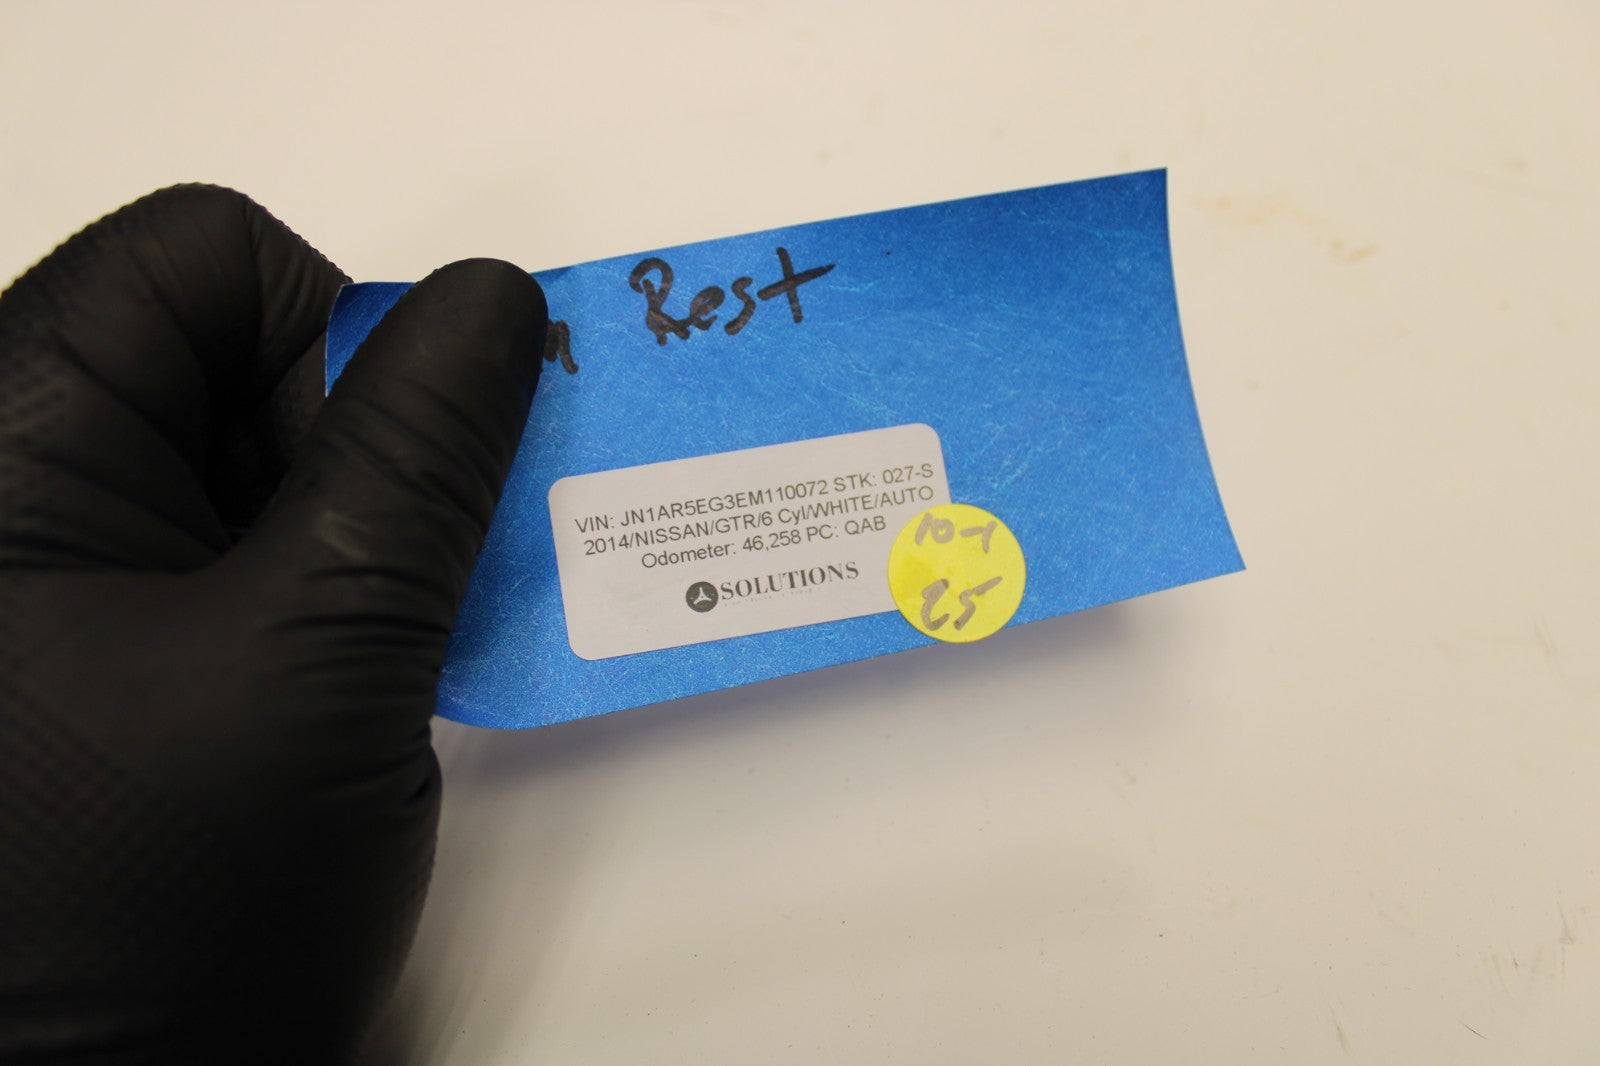 Rest
VIN: JN1AR5EG3EM110072 STK: 027-S
2014/NISSAN/GTR/6 Cyl/WHITE/AUTO
Odometer: 46,258 PC: QAB
SOLUTIONS
10-1
25